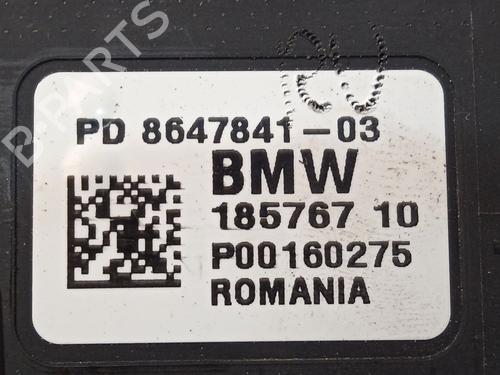 B-PARTS
PD 8647841-03
BMW
185767 10
P00160275
ROMANIA